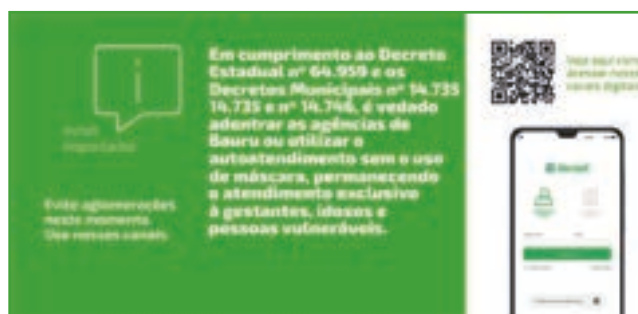 Em cumprimento ao Decreto
Estadual nº 64.959 e os
Decretos Municipais nº 14.735
14.735 e nº 14.746, é vedado
adentrar as agências de
Bauru ou utilizar o
autoatendimento sem o uso
de máscara, permanecendo
o atendimento exclusivo
à gestantes, idosos e
pessoas vulneráveis.
Evite aglomerações
neste momento.
Use nossos canais.